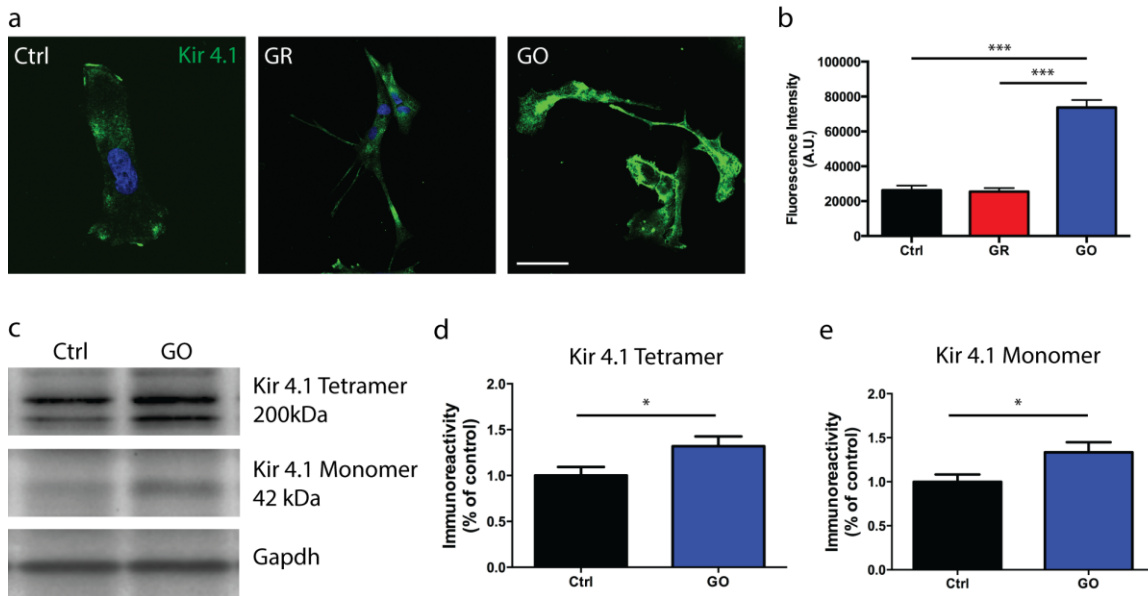 a
Ctrl
Kir 4.1
GR
GO
b
***
***
100000
80000
60000
40000
20000
0
Fluorescence Intensity
(A.U.)
Ctrl
GR
GO
c
Ctrl
GO
Kir 4.1 Tetramer
200kDa
Kir 4.1 Monomer
42 kDa
Gapdh
d
Kir 4.1 Tetramer
*
2.0
1.5
1.0
0.5
0.0
Immunoreactivity
(% of control)
Ctrl
GO
e
Kir 4.1 Monomer
*
2.0
1.5
1.0
0.5
0.0
Immunoreactivity
(% of control)
Ctrl
GO